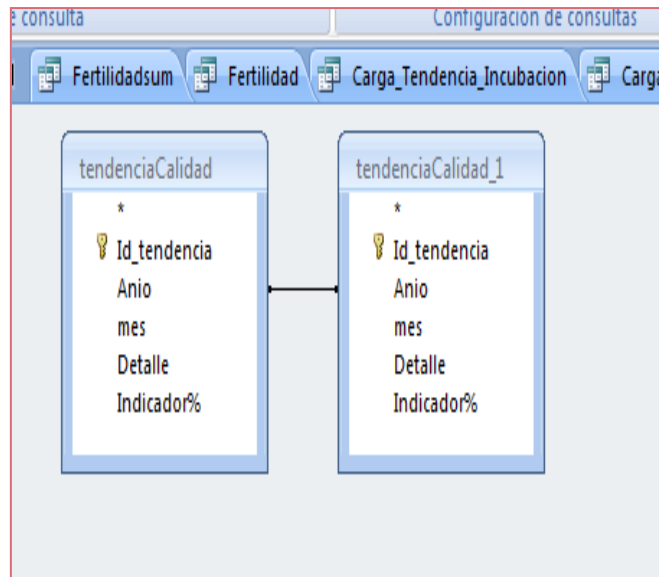 e consulta
Configuración de consultas
Fertilidadsum
Fertilidad
Carga_Tendencia_Incubacion
Carga
tendenciaCalidad
*
Id_tendencia
Anio
mes
Detalle
Indicador%
tendenciaCalidad_1
*
Id_tendencia
Anio
mes
Detalle
Indicador%